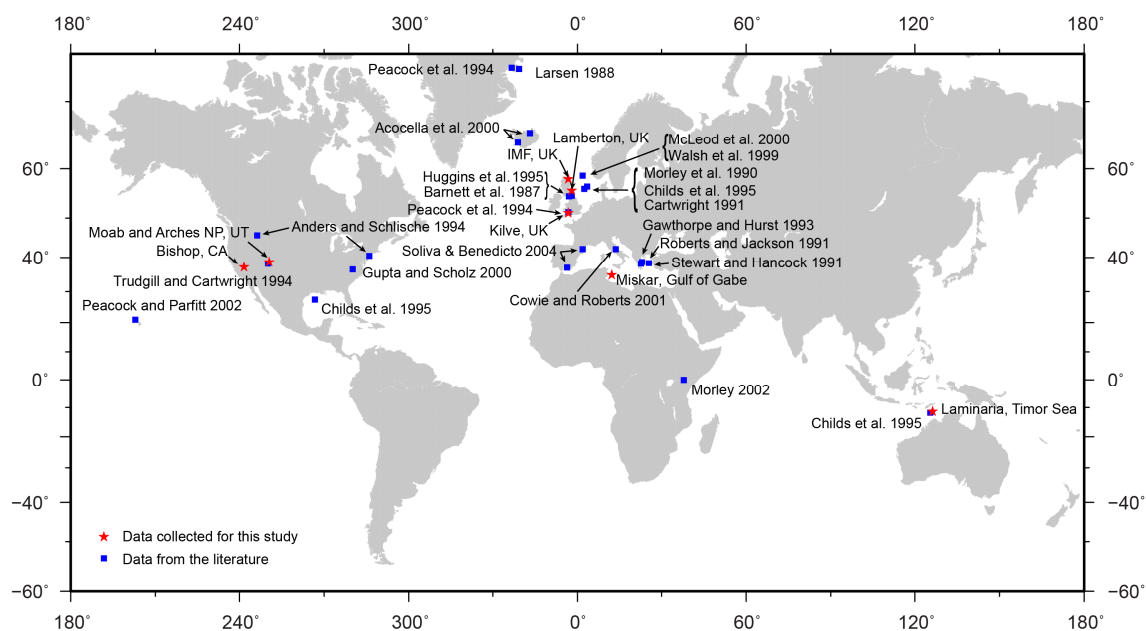 180° 240° 300° 0° 60° 120° 180°
Peacock et al. 1994
Larsen 1988
Acocella et al. 2000
Lamberton, UK
McLeod et al. 2000
Walsh et al. 1999
IMF, UK
60°
60°
Huggins et al. 1995
Barnett et al. 1987
Morley et al. 1990
Childs et al. 1995
Cartwright 1991
Peacock et al. 1994
Kilve, UK
Moab and Arches NP, UT
Anders and Schlische 1994
Gawthorpe and Hurst 1993
Roberts and Jackson 1991
Bishop, CA
Soliva & Benedicto 2004
40°
Stewart and Hancock 1991
40°
Trudgill and Cartwright 1994
Gupta and Scholz 2000
Miskar, Gulf of Gabe
Cowie and Roberts 2001
Peacock and Parfitt 2002
Childs et al. 1995
0°
0°
Morley 2002
Laminaria, Timor Sea
Childs et al. 1995
−40°
−40°
Data collected for this study
Data from the literature
−60°
−60°
180° 240° 300° 0° 60° 120° 180°